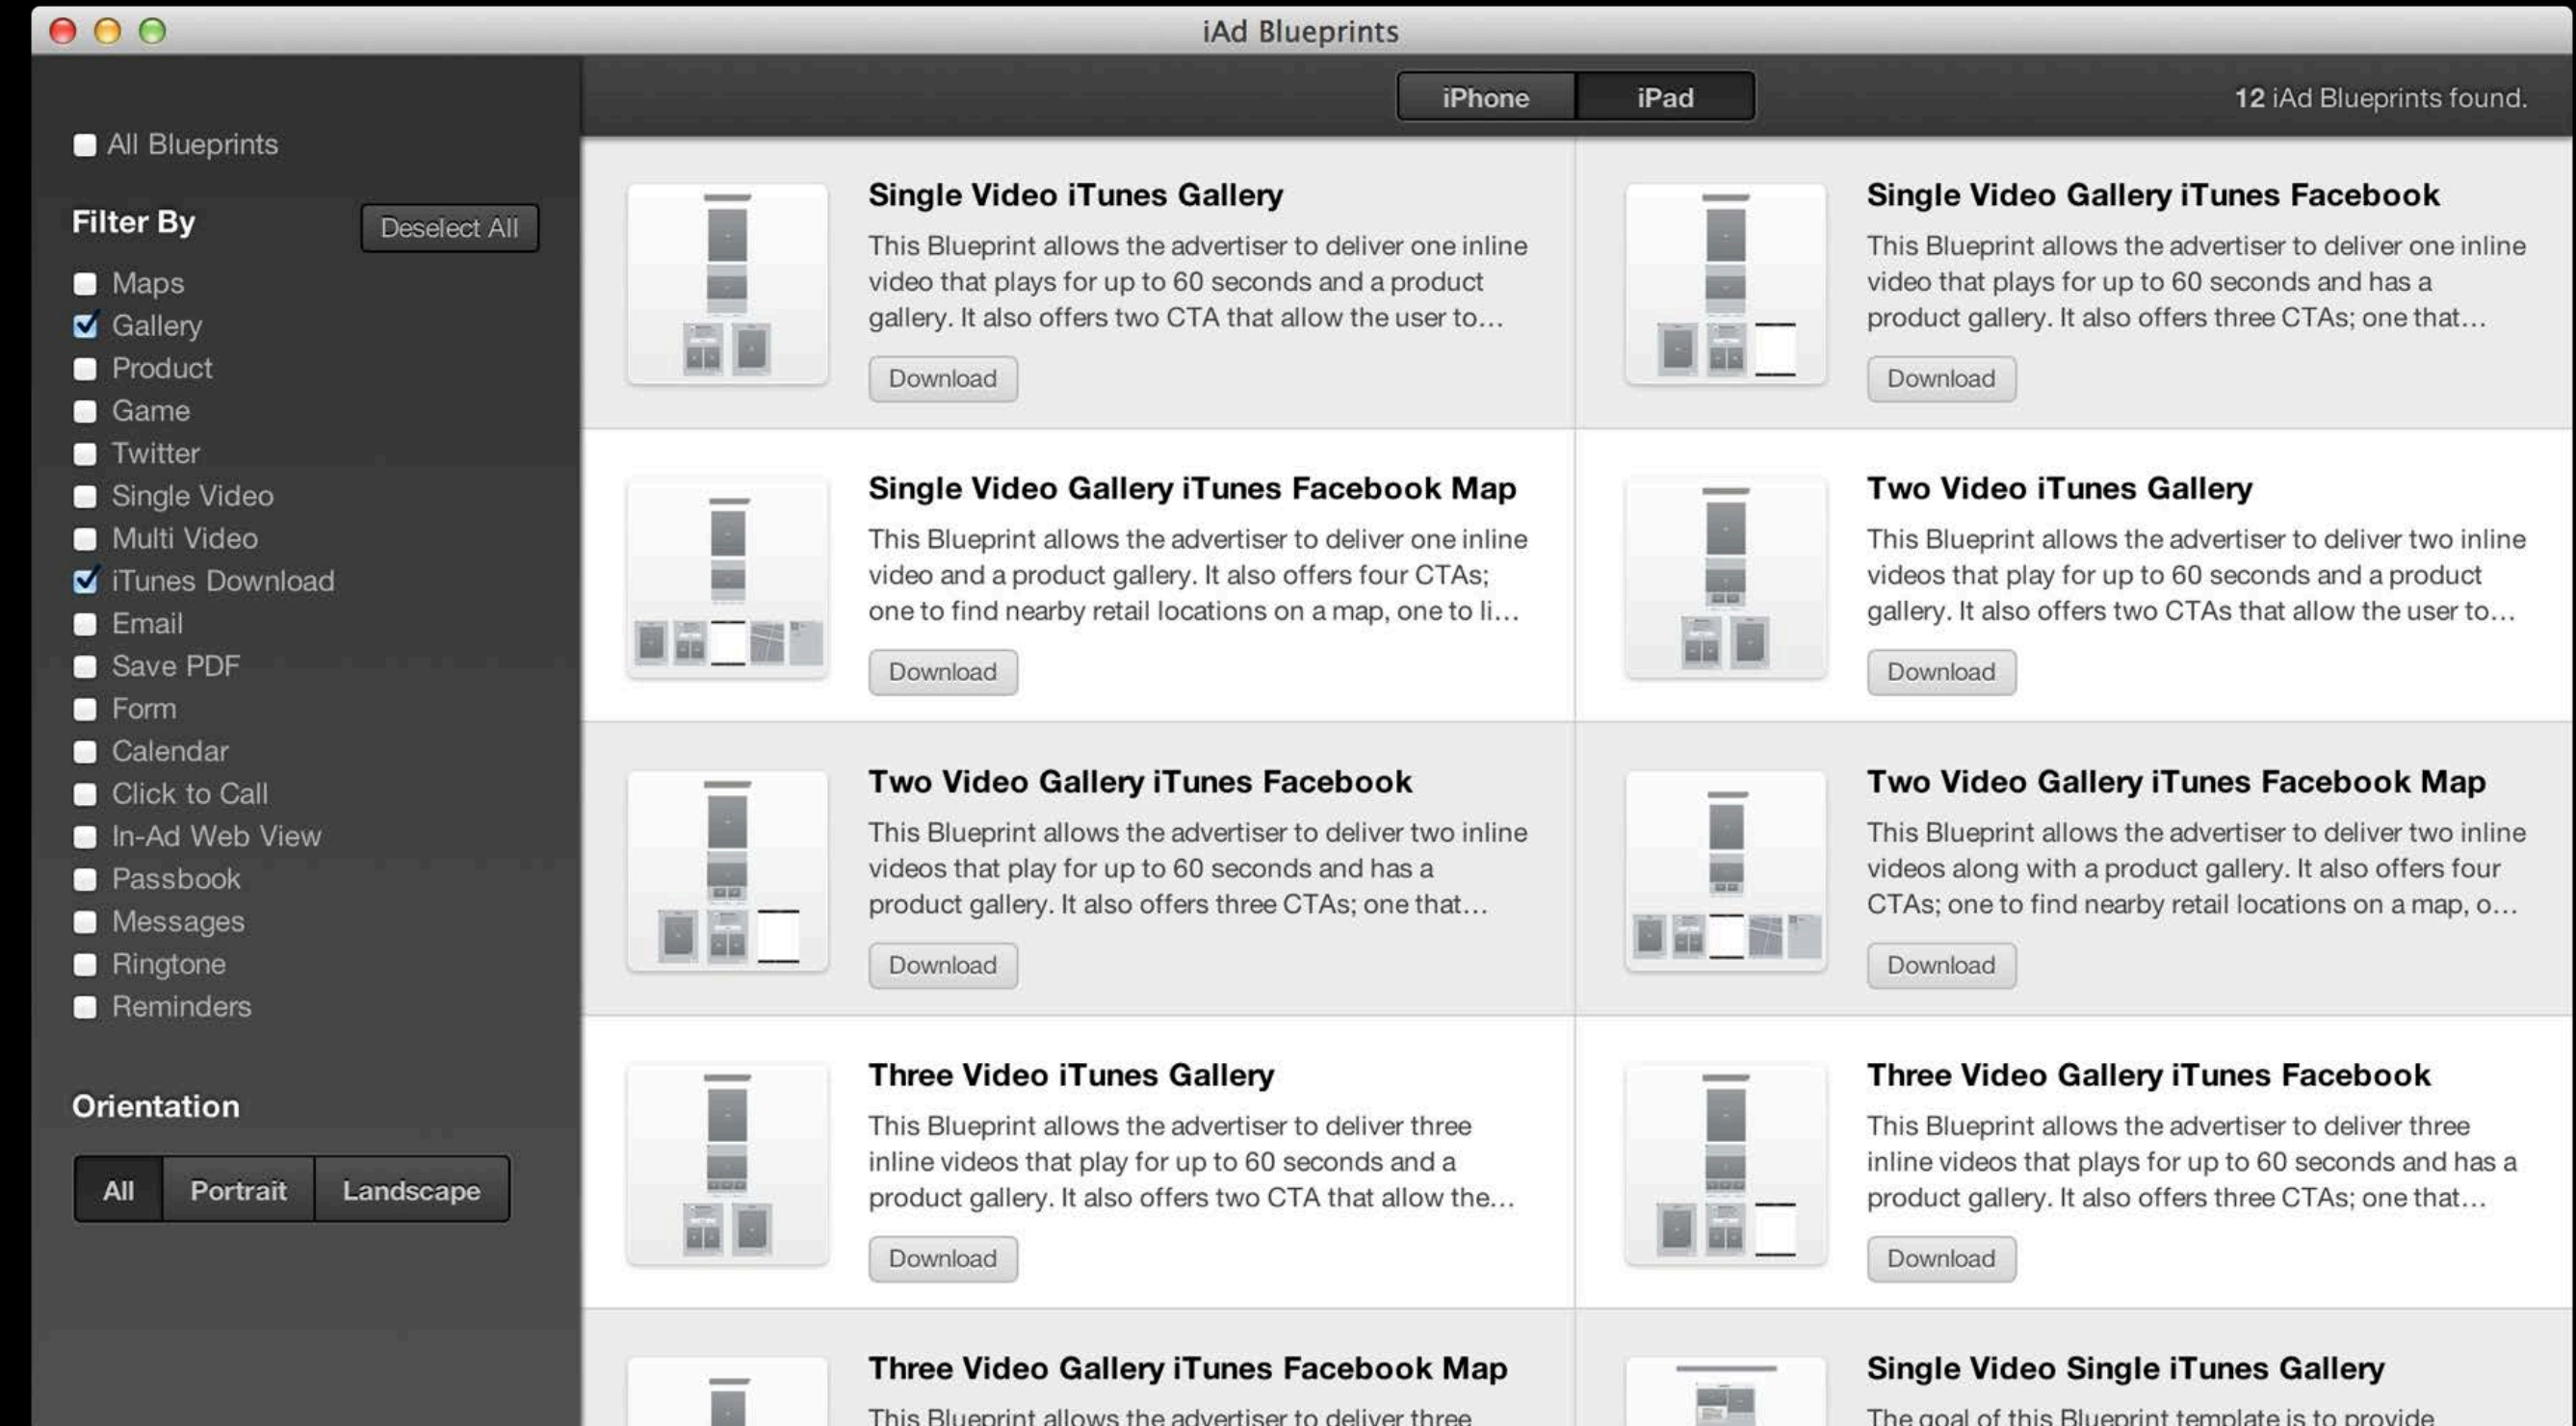 iAd Blueprints
iPhone
iPad
12 iAd Blueprints found.
All Blueprints
Filter By
Deselect All
Maps
Gallery
Product
Game
Twitter
Single Video
Multi Video
iTunes Download
Email
Save PDF
Form
Calendar
Click to Call
In-Ad Web View
Passbook
Messages
Ringtone
Reminders
Orientation
All
Portrait
Landscape
Single Video iTunes Gallery
This Blueprint allows the advertiser to deliver one inline
video that plays for up to 60 seconds and a product
gallery. It also offers two CTA that allow the user to...
Download
Single Video Gallery iTunes Facebook
This Blueprint allows the advertiser to deliver one inline
video that plays for up to 60 seconds and has a
product gallery. It also offers three CTAs; one that...
Download
Single Video Gallery iTunes Facebook Map
This Blueprint allows the advertiser to deliver one inline
video and a product gallery. It also offers four CTAs;
one to find nearby retail locations on a map, one to li...
Download
Two Video iTunes Gallery
This Blueprint allows the advertiser to deliver two inline
videos that play for up to 60 seconds and a product
gallery. It also offers two CTAs that allow the user to...
Download
Two Video Gallery iTunes Facebook
This Blueprint allows the advertiser to deliver two inline
videos that play for up to 60 seconds and has a
product gallery. It also offers three CTAs; one that...
Download
Two Video Gallery iTunes Facebook Map
This Blueprint allows the advertiser to deliver two inline
videos along with a product gallery. It also offers four
CTAs; one to find nearby retail locations on a map, o...
Download
Three Video iTunes Gallery
This Blueprint allows the advertiser to deliver three
inline videos that play for up to 60 seconds and a
product gallery. It also offers two CTA that allow the...
Download
Three Video Gallery iTunes Facebook
This Blueprint allows the advertiser to deliver three
inline videos that plays for up to 60 seconds and has a
product gallery. It also offers three CTAs; one that...
Download
Three Video Gallery iTunes Facebook Map
This Blueprint allows the advertiser to deliver three
Single Video Single iTunes Gallery
The goal of this Blueprint template is to provide